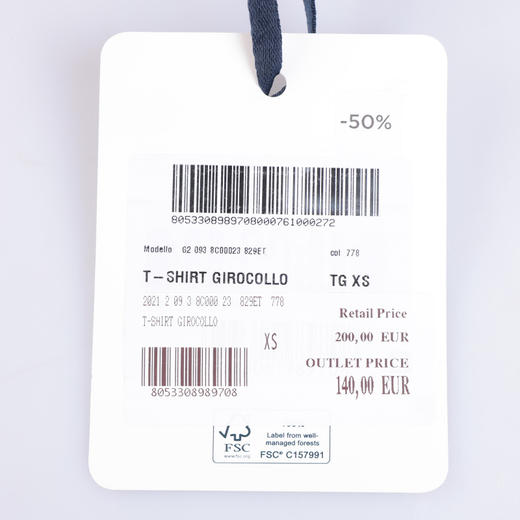 -50%
8053308989708000761000272
Modello G2 093 8C00023 829ET col 778
T-SHIRT GIROCOLLO TG XS
2021 2 09 3 8C000 23 829ET 778
T-SHIRT GIROCOLLO
XS
Retail Price
200,00 EUR
OUTLET PRICE
140,00 EUR
8053308989708
FSC
www.fsc.org
Label from well-
managed forests
FSC® C157991